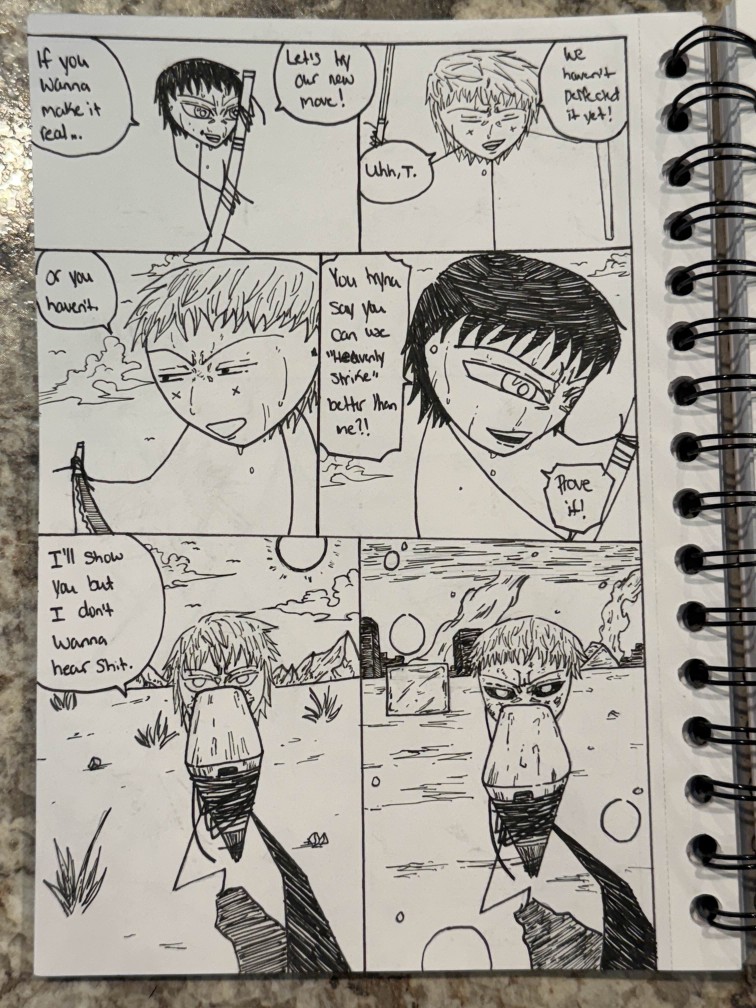 If you
wanna
make it
real...
Let's try
our new
move!
Uhh, T.
We
haven't
perfected
it yet!
Or you
haven't.
You tryna
say you
can use
"Heavenly
Strike"
better than
me?!
Prove
it!
I'll show
you but
I don't
wanna
hear shit.